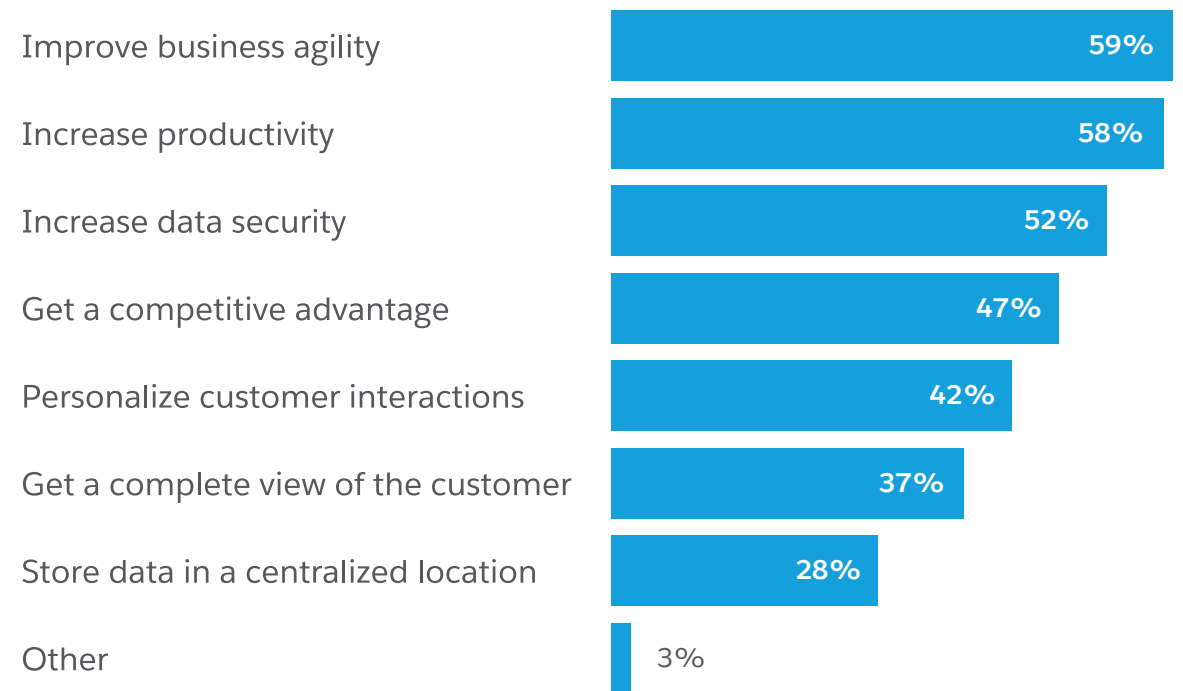 Improve business agility 59%
Increase productivity 58%
Increase data security 52%
Get a competitive advantage 47%
Personalize customer interactions 42%
Get a complete view of the customer 37%
Store data in a centralized location 28%
Other 3%